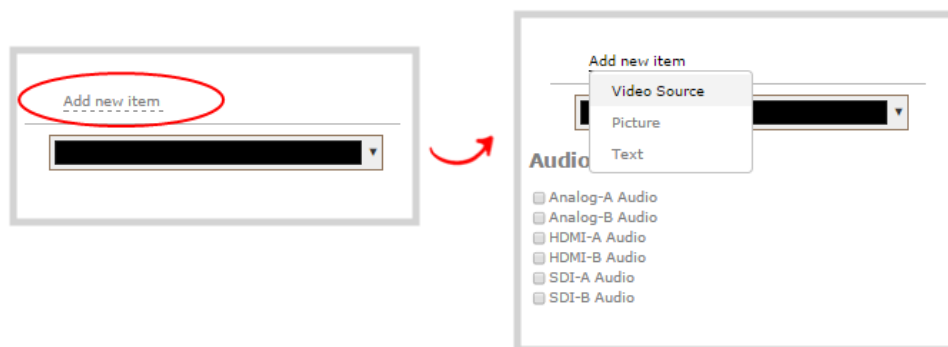 Add new item
Add new item
Video Source
Picture
Text
Audio
Analog-A Audio
Analog-B Audio
HDMI-A Audio
HDMI-B Audio
SDI-A Audio
SDI-B Audio